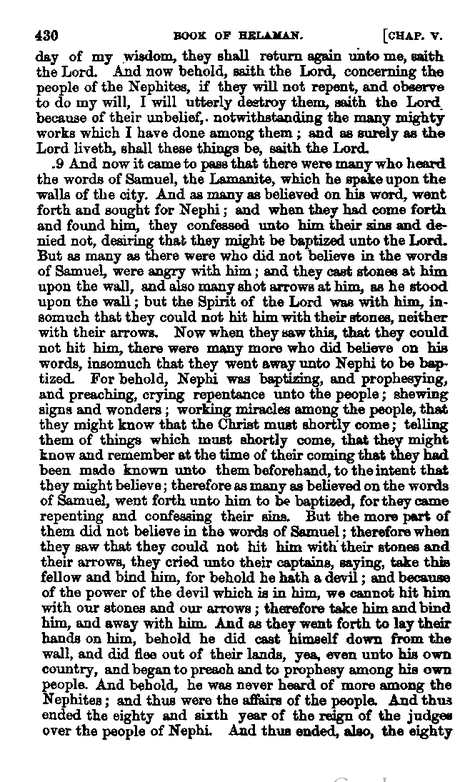 430 BOOK OF HELAMAN. [CHAP. V.
day of my wisdom, they shall return again unto me, saith
the Lord. And now behold, saith the Lord, concerning the
people of the Nephites, if they will not repent, and observe
to do my will, I will utterly destroy them, saith the Lord
because of their unbelief,. notwithstanding the many mighty
works which I have done among them; and as surely as the
Lord liveth, shall these things be, saith the Lord.
.9 And now it came to pass that there were many who heard
the words of Samuel, the Lamanite, which he spake upon the
walls of the city. And as many as believed on his word, went
forth and sought for Nephi; and when they had come forth
and found him, they confessed unto him their sins and de-
nied not, desiring that they might be baptized unto the Lord.
But as many as there were who did not believe in the words
of Samuel, were angry with him; and they cast stones at him
upon the wall, and also many shot arrows at him, as he stood
upon the wall; but the Spirit of the Lord was with him, in-
somuch that they could not hit him with their stones, neither
with their arrows. Now when they saw this, that they could
not hit him, there were many more who did believe on his
words, insomuch that they went away unto Nephi to be bap-
tized. For behold, Nephi was baptizing, and prophesying,
and preaching, crying repentance unto the people; shewing
signs and wonders; working miracles among the people, that
they might know that the Christ must shortly come; telling
them of things which must shortly come, that they might
know and remember at the time of their coming that they had
been made known unto them beforehand, to the intent that
they might believe; therefore as many as believed on the words
of Samuel, went forth unto him to be baptized, for they came
repenting and confessing their sins. But the more part of
them did not believe in the words of Samuel; therefore when
they saw that they could not hit him with their stones and
their arrows, they cried unto their captains, saying, take this
fellow and bind him, for behold he hath a devil; and because
of the power of the devil which is in him, we cannot hit him
with our stones and our arrows; therefore take him and bind
him, and away with him. And as they went forth to lay their
hands on him, behold he did cast himself down from the
wall, and did flee out of their lands, yea, even unto his own
country, and began to preach and to prophesy among his own
people. And behold, he was never heard of more among the
Nephites; and thus were the affairs of the people. And thus
ended the eighty and sixth year of the reign of the judges
over the people of Nephi. And thus ended, also, the eighty